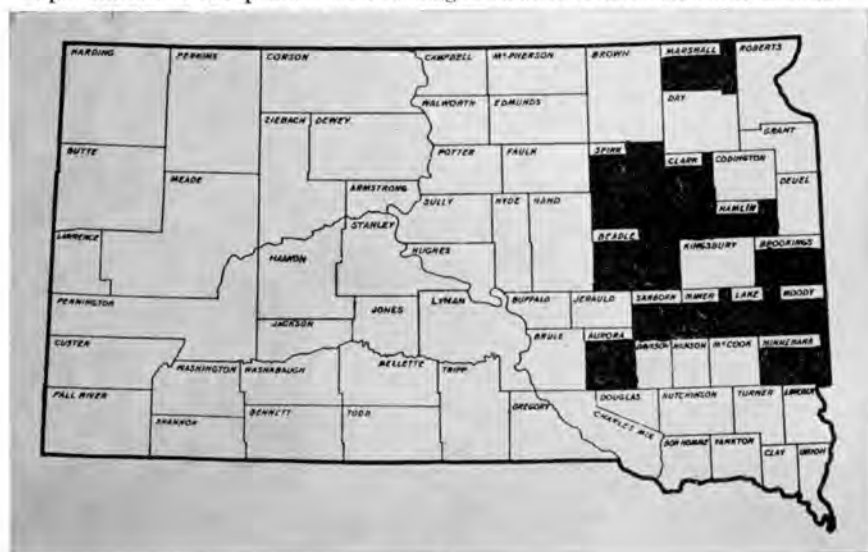 HARDING
PERKINS
CORSON
CAMPBELL
McPHERSON
BROWN
MARSHALL
ROBERTS
WALWORTH
EDMUNDS
DAY
ZIEBACH
DEWEY
GRANT
BUTTE
MEADE
POTTER
FAULK
SPINK
CLARK
CODINGTON
DEUEL
ARMSTRONG
SULLY
HYDE
HAND
HAMLIN
LAWRENCE
STANLEY
BEADLE
KINGSBURY
BROOKINGS
HAAKON
HUGHES
PENNINGTON
JONES
LYMAN
BUFFALO
JERAULD
SANBORN
MINER
LAKE
MOODY
JACKSON
BRULE
AURORA
DAVISON
HANSON
McCOOK
MINNEHAHA
CUSTER
WASHINGTON
WASHABAUGH
MELLETTE
TRIPP
FALL RIVER
SHANNON
BENNETT
TODD
GREGORY
CHARLES MIX
DOUGLAS
HUTCHINSON
TURNER
LINCOLN
BON HOMME
YANKTON
CLAY
UNION